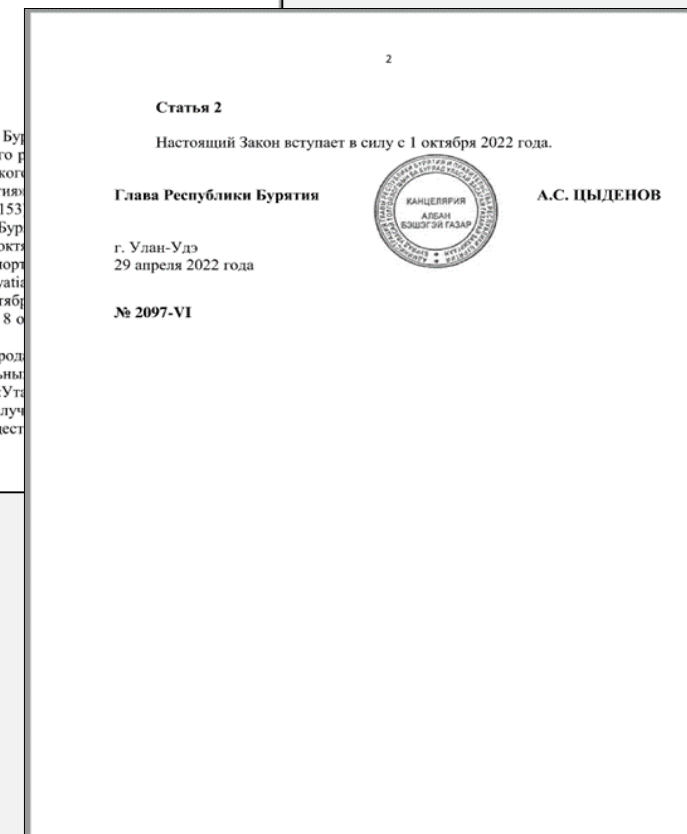 2
Статья 2
Настоящий Закон вступает в силу с 1 октября 2022 года.
Глава Республики Бурятия
А.С. ЦЫДЕНОВ
КАНЦЕЛЯРИЯ
АЛБАН
БЭШЭГЭЙ ГАЗАР
г. Улан-Удэ
29 апреля 2022 года
№ 2097-VI